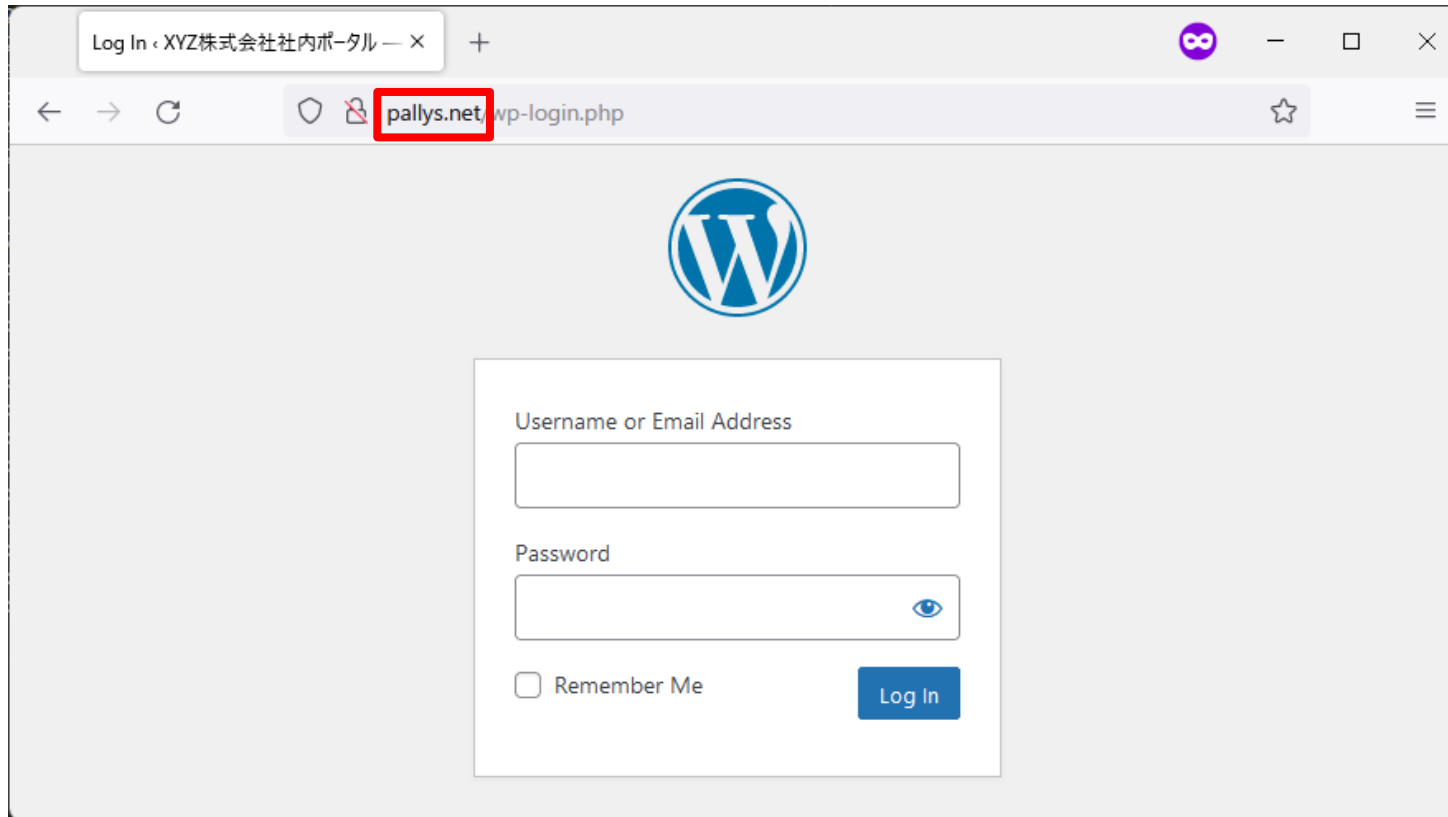 Log In ‹ XYZ株式会社社内ポータル —
pallys.net/wp-login.php
Username or Email Address
Password
Remember Me
Log In